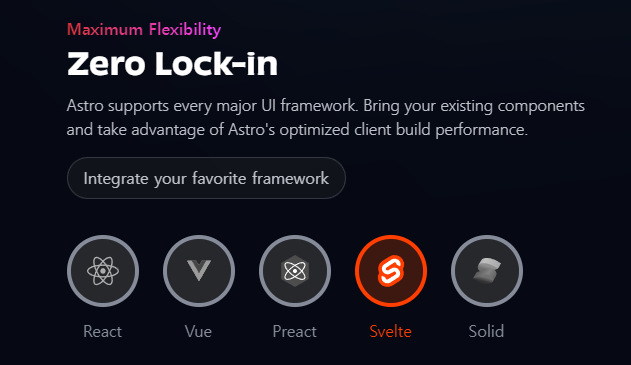 Maximum Flexibility
Zero Lock-in
Astro supports every major UI framework. Bring your existing components
and take advantage of Astro's optimized client build performance.
Integrate your favorite framework
React Vue Preact Svelte Solid